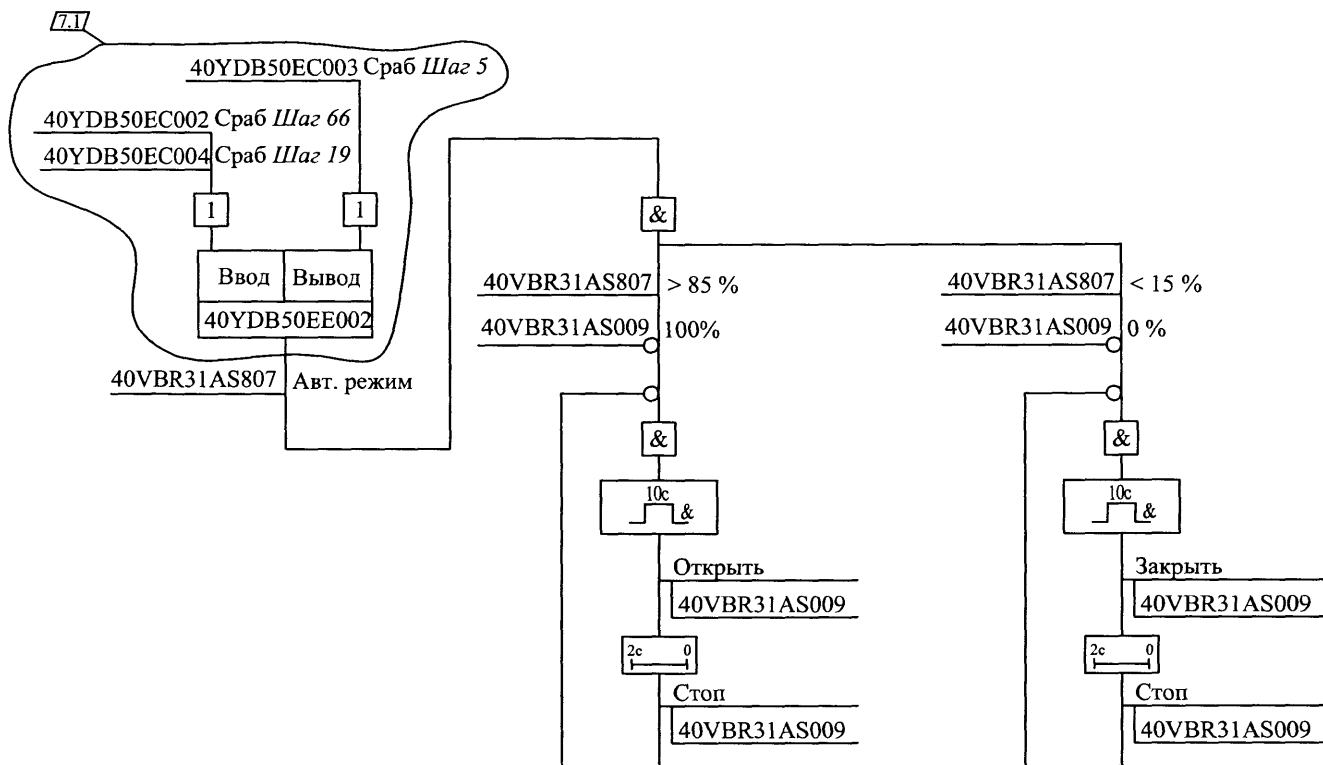 7.1
40YDB50EC003 Сраб Шаг 5
40YDB50EC002 Сраб Шаг 66
40YDB50EC004 Сраб Шаг 19
1 1
Ввод Вывод
40YDB50EE002
40VBR31AS807 Авт. режим
&
40VBR31AS807 > 85 %
40VBR31AS009 100%
&
10с
&
Открыть
40VBR31AS009
2с 0
Стоп
40VBR31AS009
40VBR31AS807 < 15 %
40VBR31AS009 0 %
&
10с
&
Закрыть
40VBR31AS009
2с 0
Стоп
40VBR31AS009